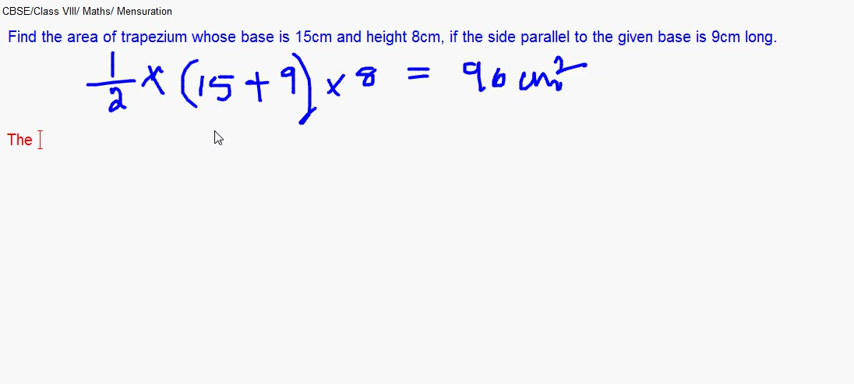 CBSE/Class VIII/ Maths/ Mensuration
Find the area of trapezium whose base is 15cm and height 8cm, if the side parallel to the given base is 9cm long.
1/2 × (15 + 9) × 8 = 96 cm²
The